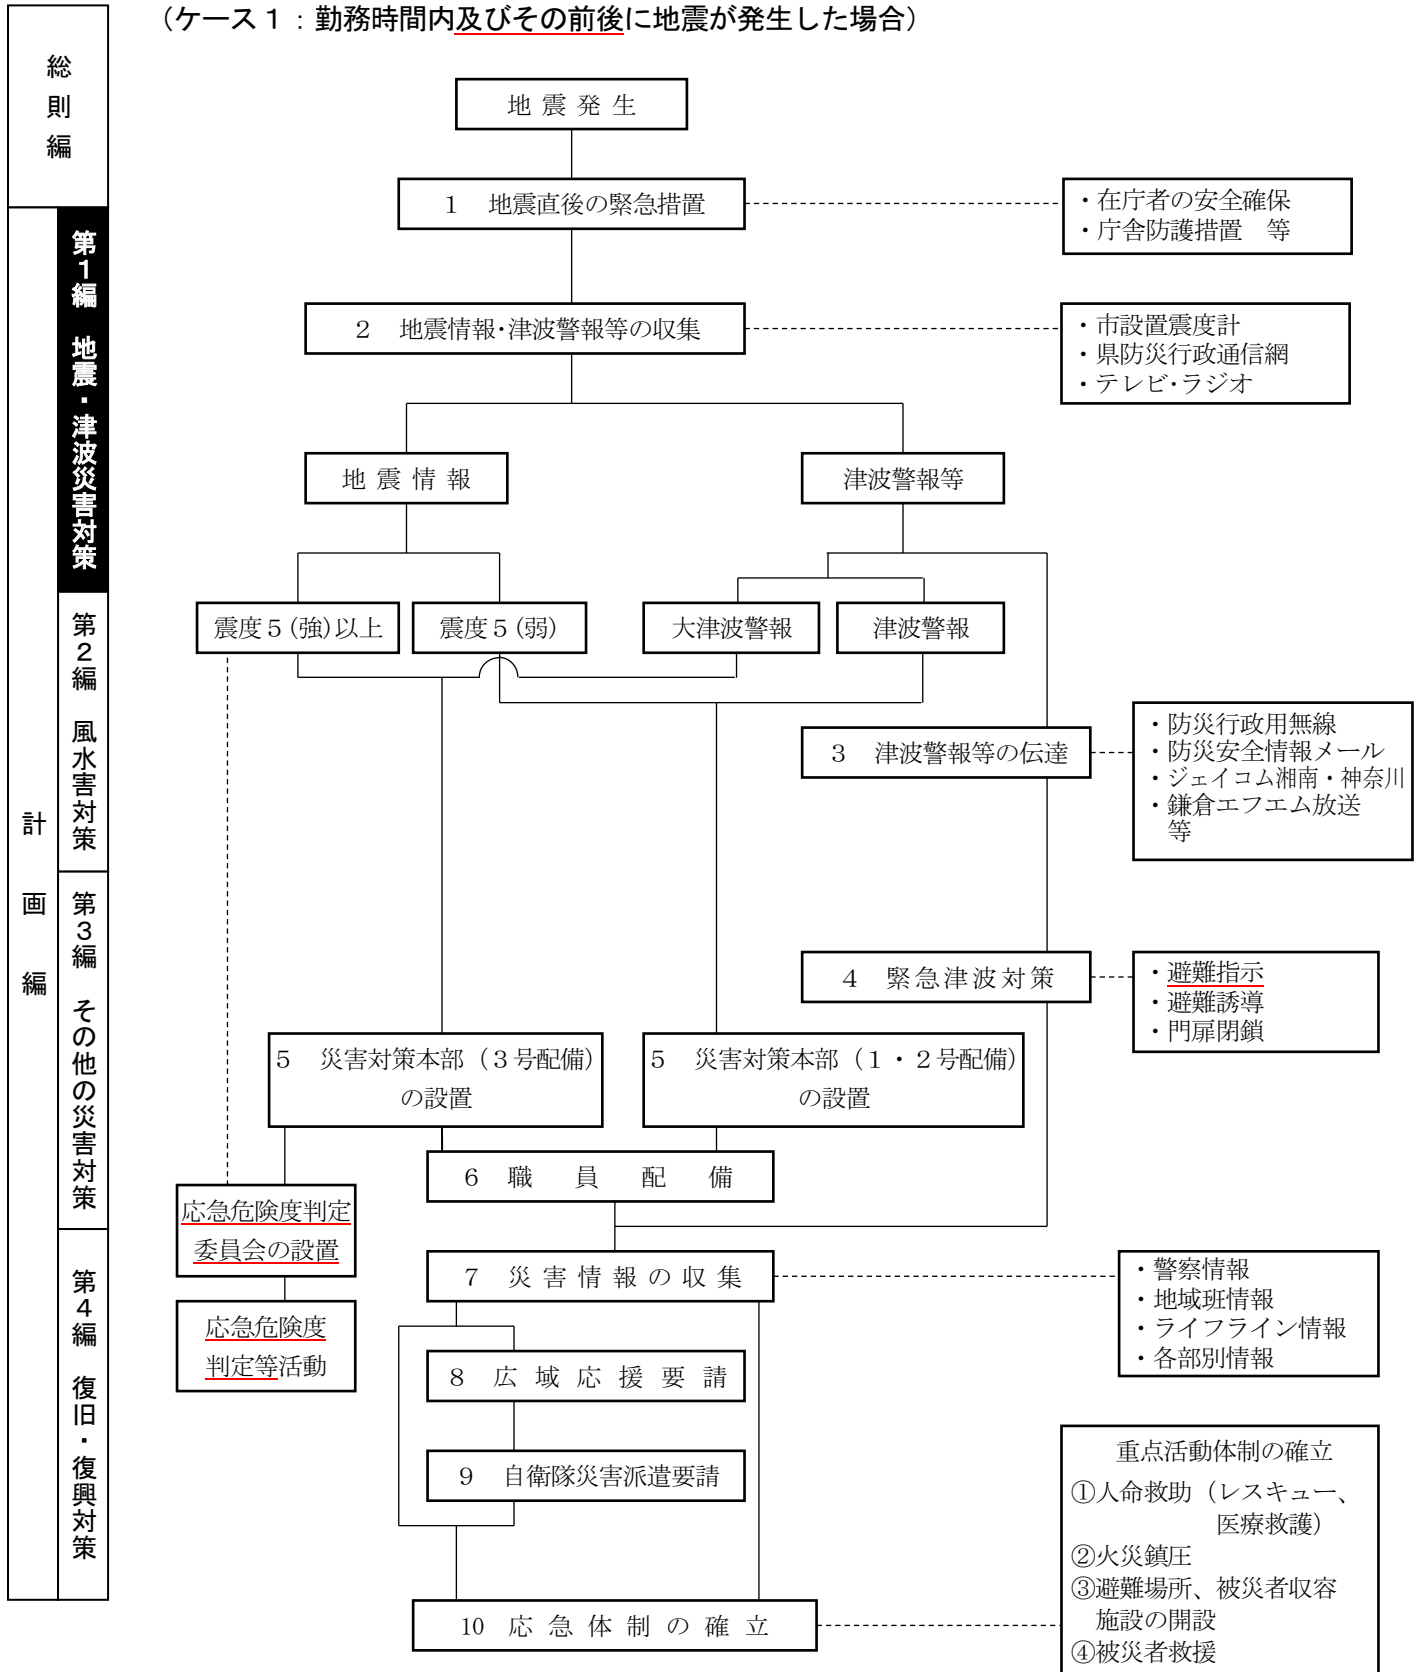 （ケース１：勤務時間内及びその前後に地震が発生した場合）
総則編
計画編
第１編　地震・津波災害対策
第２編　風水害対策
第３編　その他の災害対策
第４編　復旧・復興対策
地震発生
１　地震直後の緊急措置
・在庁者の安全確保
・庁舎防護措置　等
２　地震情報・津波警報等の収集
・市設置震度計
・県防災行政通信網
・テレビ・ラジオ
地震情報
津波警報等
震度５（強）以上
震度５（弱）
大津波警報
津波警報
３　津波警報等の伝達
・防災行政用無線
・防災安全情報メール
・ジェイコム湘南・神奈川
・鎌倉エフエム放送
等
４　緊急津波対策
・避難指示
・避難誘導
・門扉閉鎖
５　災害対策本部（３号配備）
の設置
５　災害対策本部（１・２号配備）
の設置
６　職員配備
応急危険度判定
委員会の設置
応急危険度
判定等活動
７　災害情報の収集
・警察情報
・地域班情報
・ライフライン情報
・各部別情報
８　広域応援要請
９　自衛隊災害派遣要請
10　応急体制の確立
重点活動体制の確立
①人命救助（レスキュー、
医療救護）
②火災鎮圧
③避難場所、被災者収容
施設の開設
④被災者救援